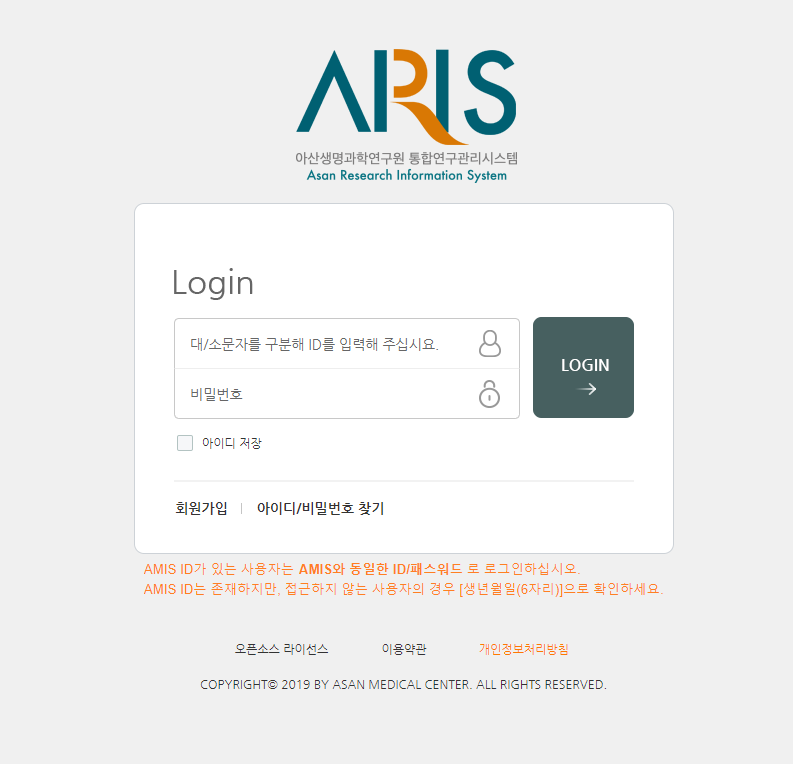 ARIS
아산생명과학연구원 통합연구관리시스템
Asan Research Information System
Login
대/소문자를 구분해 ID를 입력해 주십시요.
비밀번호
LOGIN
아이디 저장
회원가입 | 아이디/비밀번호 찾기
AMIS ID가 있는 사용자는 AMIS와 동일한 ID/패스워드 로 로그인하십시오.
AMIS ID는 존재하지만, 접근하지 않는 사용자의 경우 [생년월일(6자리)]으로 확인하세요.
오픈소스 라이선스 이용약관 개인정보처리방침
COPYRIGHT© 2019 BY ASAN MEDICAL CENTER. ALL RIGHTS RESERVED.